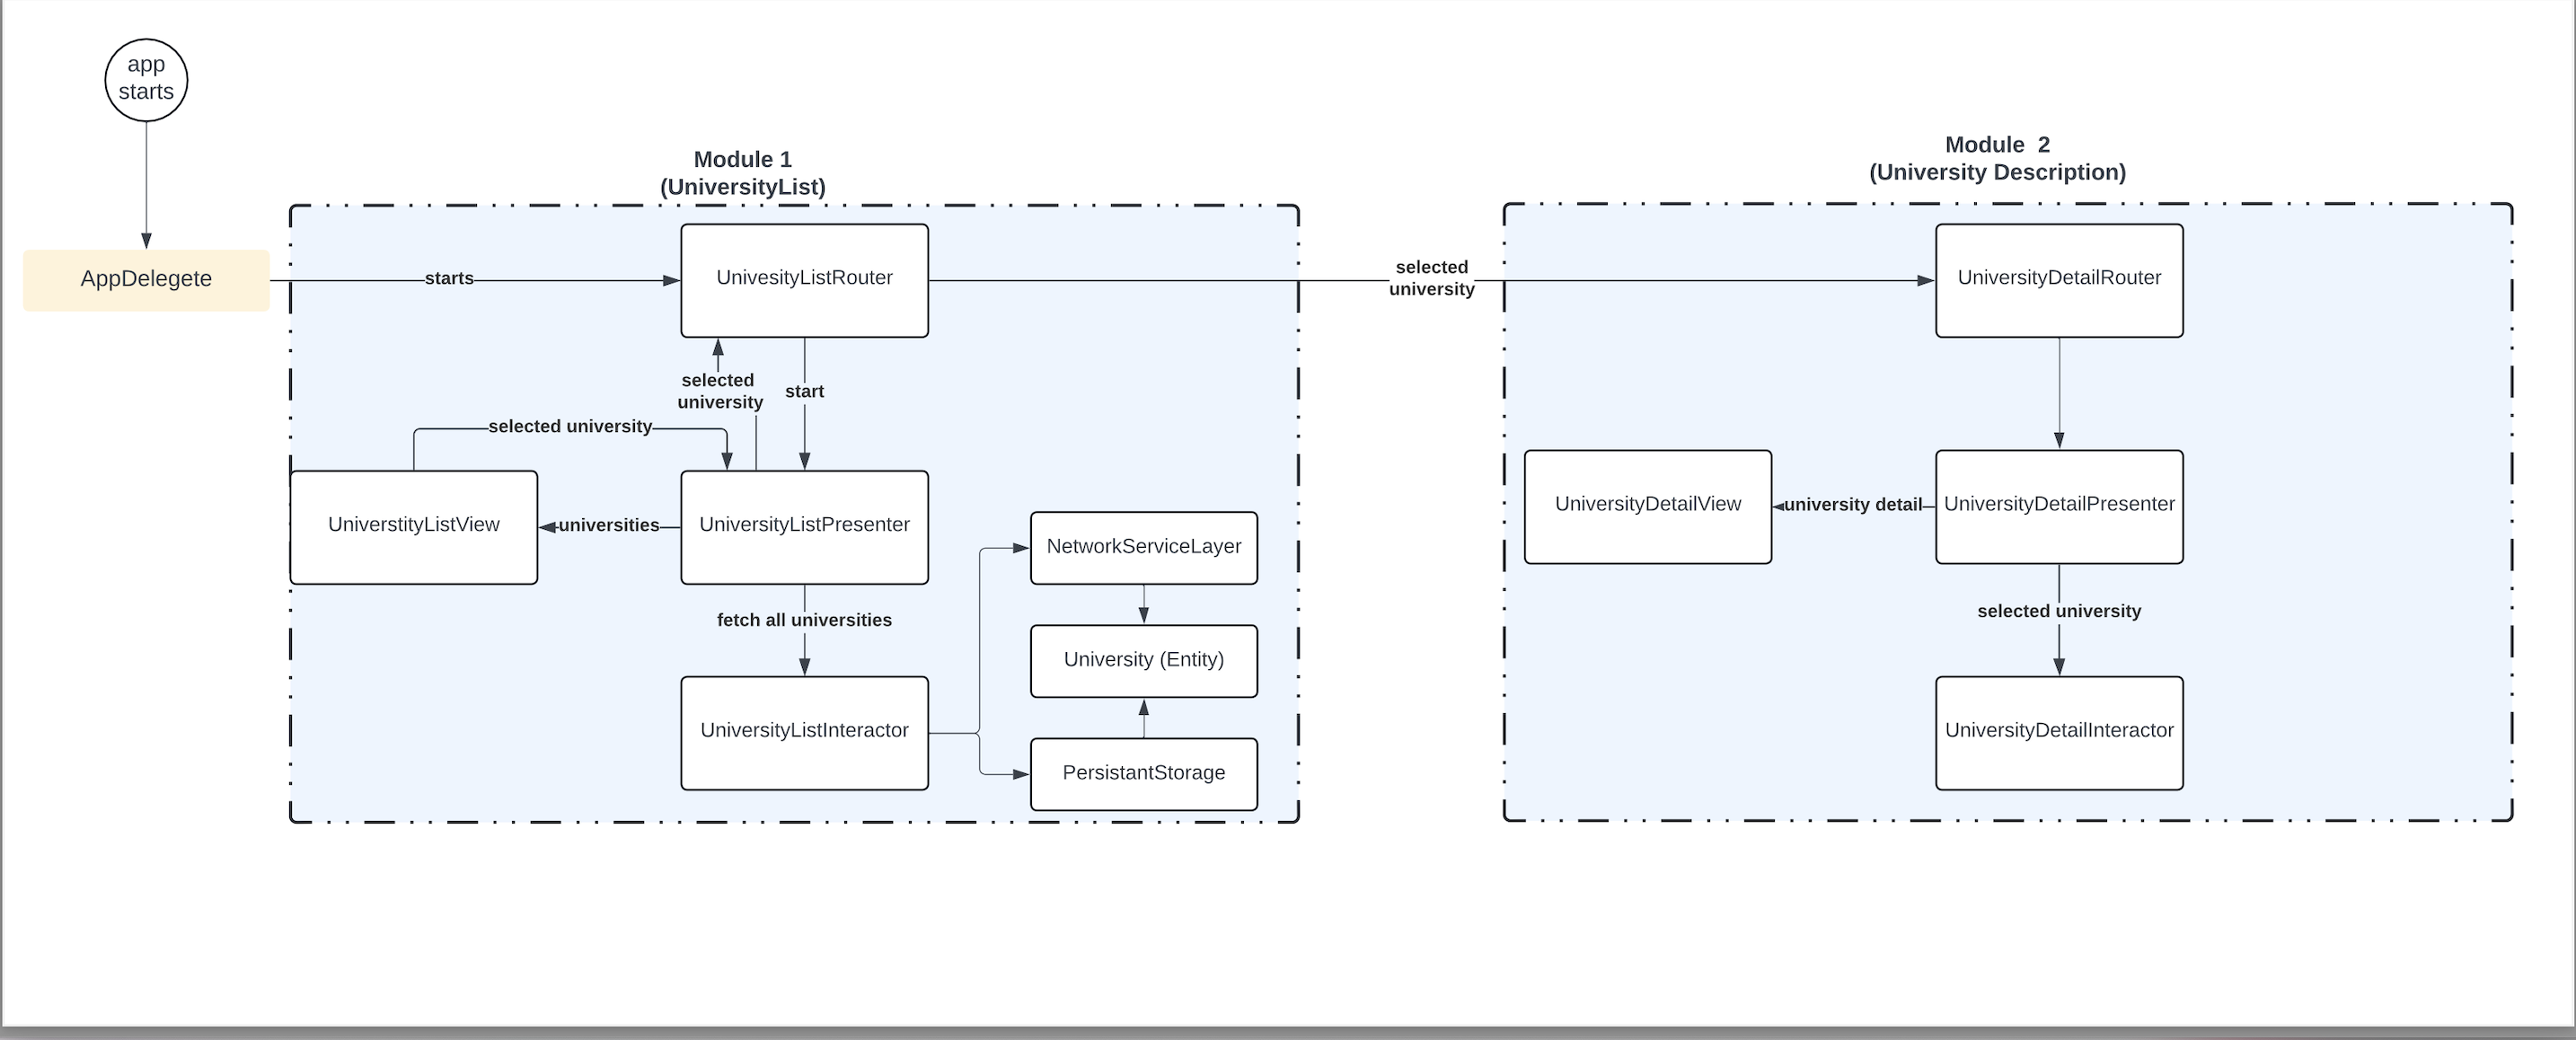 app
starts
Module 1
(UniversityList)
Module  2
(University Description)
AppDelegete
starts
UnivesityListRouter
selected
university
UniversityDetailRouter
selected
university
start
selected university
UniverstityListView
universities
UniversityListPresenter
NetworkServiceLayer
UniversityDetailView
university detail
UniversityDetailPresenter
fetch all universities
University (Entity)
selected university
UniversityListInteractor
PersistantStorage
UniversityDetailInteractor